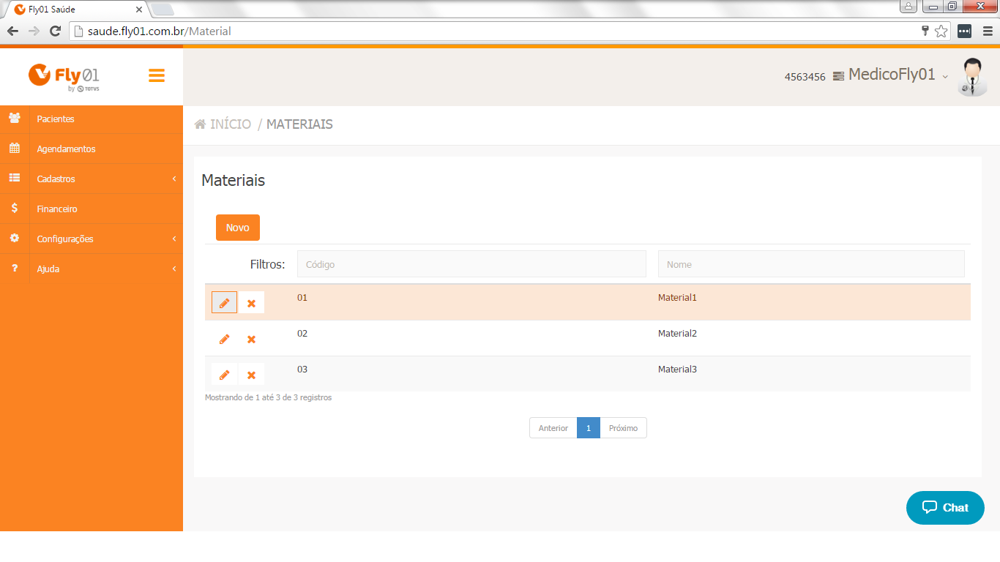 Fly01 Saúde
saude.fly01.com.br/Material
Fly01
by TOTVS
4563456 MedicoFly01
Pacientes
Agendamentos
Cadastros
Financeiro
Configurações
Ajuda
INÍCIO / MATERIAIS
Materiais
Novo
Filtros: Código Nome
01 Material1
02 Material2
03 Material3
Mostrando de 1 até 3 de 3 registros
Anterior 1 Próximo
Chat